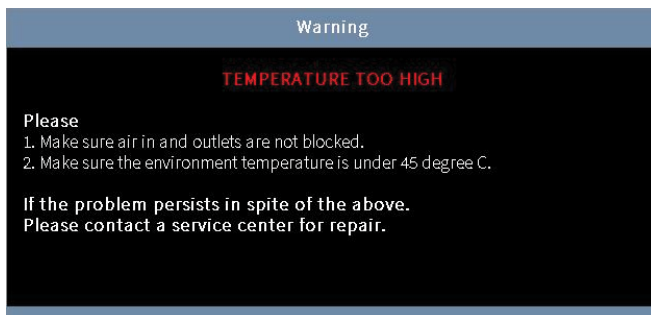 Warning
TEMPERATURE TOO HIGH
Please
1. Make sure air in and outlets are not blocked.
2. Make sure the environment temperature is under 45 degree C.
If the problem persists in spite of the above.
Please contact a service center for repair.